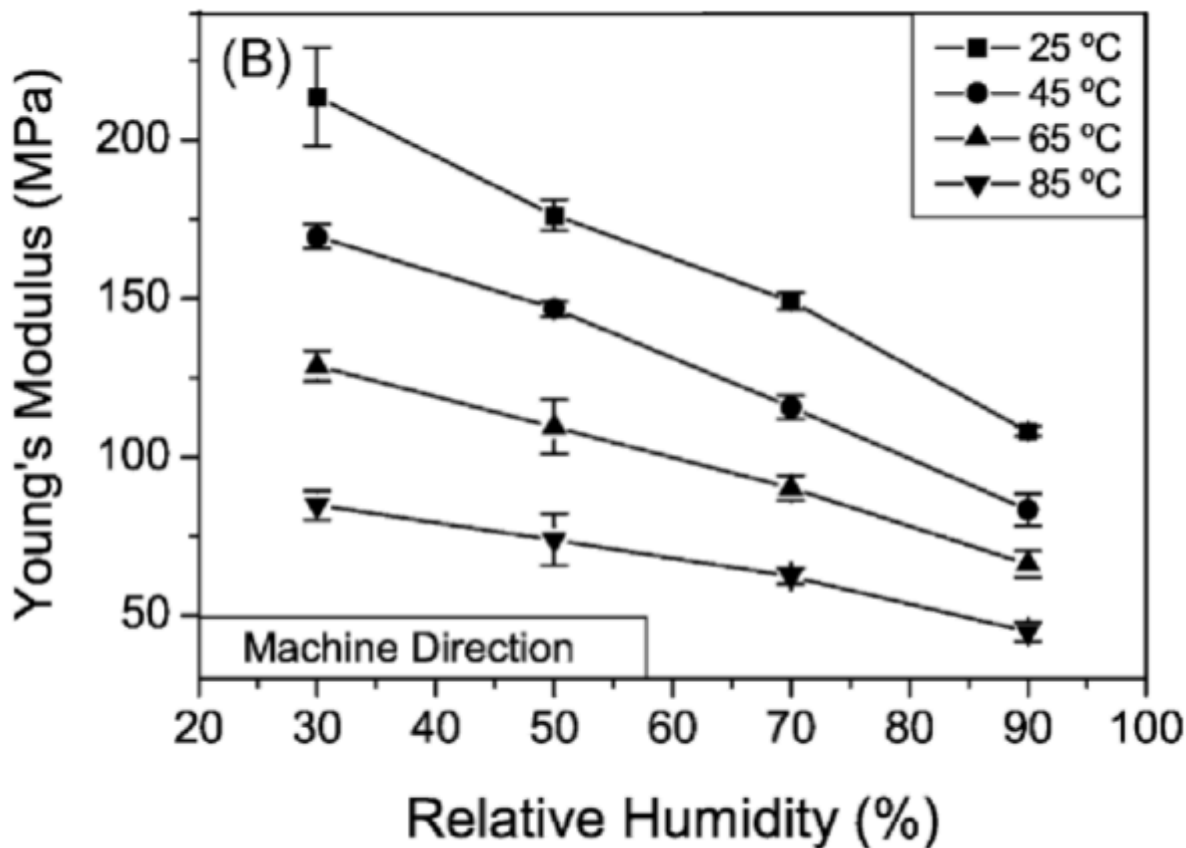 (B)
25 ºC
45 ºC
65 ºC
85 ºC
Young's Modulus (MPa)
200
150
100
50
Machine Direction
20 30 40 50 60 70 80 90 100
Relative Humidity (%)